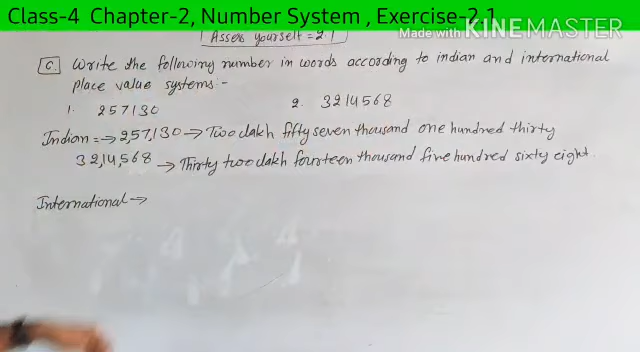 Class-4 Chapter-2, Number System , Exercise-2.1
Made with KINEMASTER
Assess yourself = 2.1
C. Write the following number in words according to indian and international
place value systems:-
1. 257130 2. 3214568
Indian => 2,57,130 → Two lakh fifty seven thousand one hundred thirty
32,14,568 → Thirty two lakh fourteen thousand five hundred sixty eight.
International →